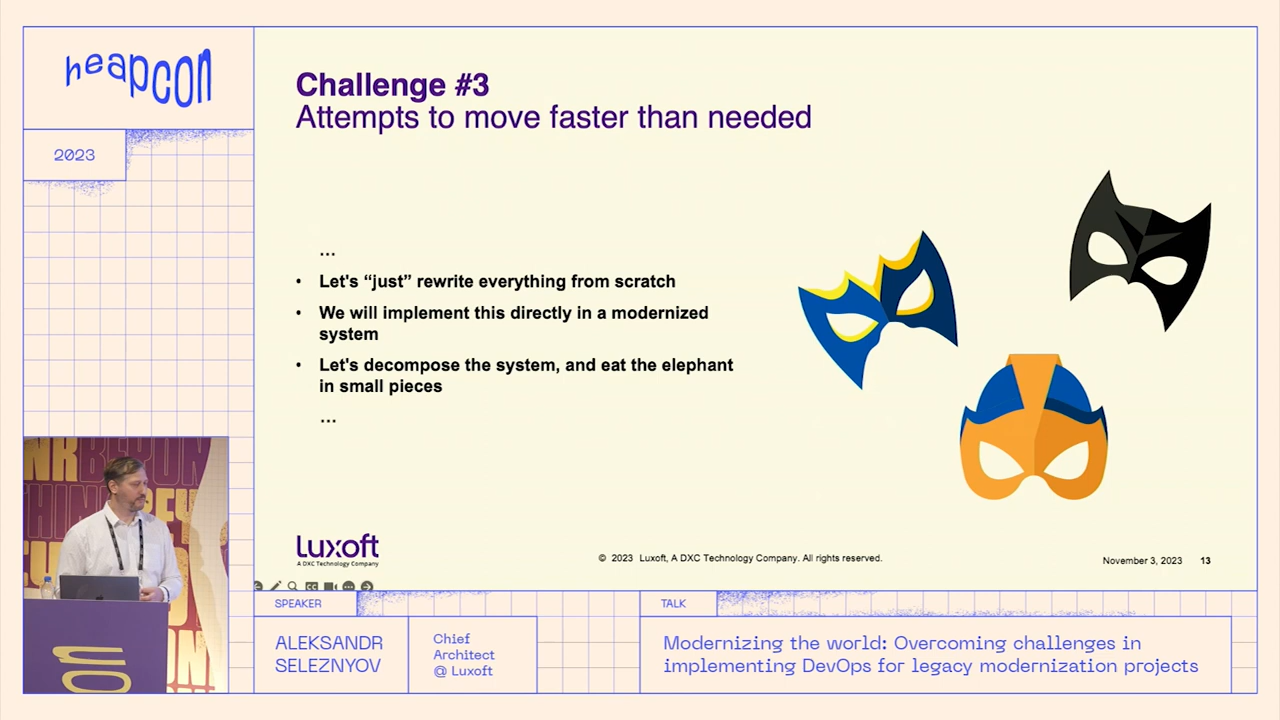 heapcon
2023
Challenge #3
Attempts to move faster than needed
...
• Let's “just” rewrite everything from scratch
• We will implement this directly in a modernized
system
• Let's decompose the system, and eat the elephant
in small pieces
...
Luxoft
A DXC Technology Company
© 2023 Luxoft, A DXC Technology Company. All rights reserved.
November 3, 2023 13
SPEAKER
ALEKSANDR
SELEZNYOV
Chief
Architect
@ Luxoft
TALK
Modernizing the world: Overcoming challenges in
implementing DevOps for legacy modernization projects